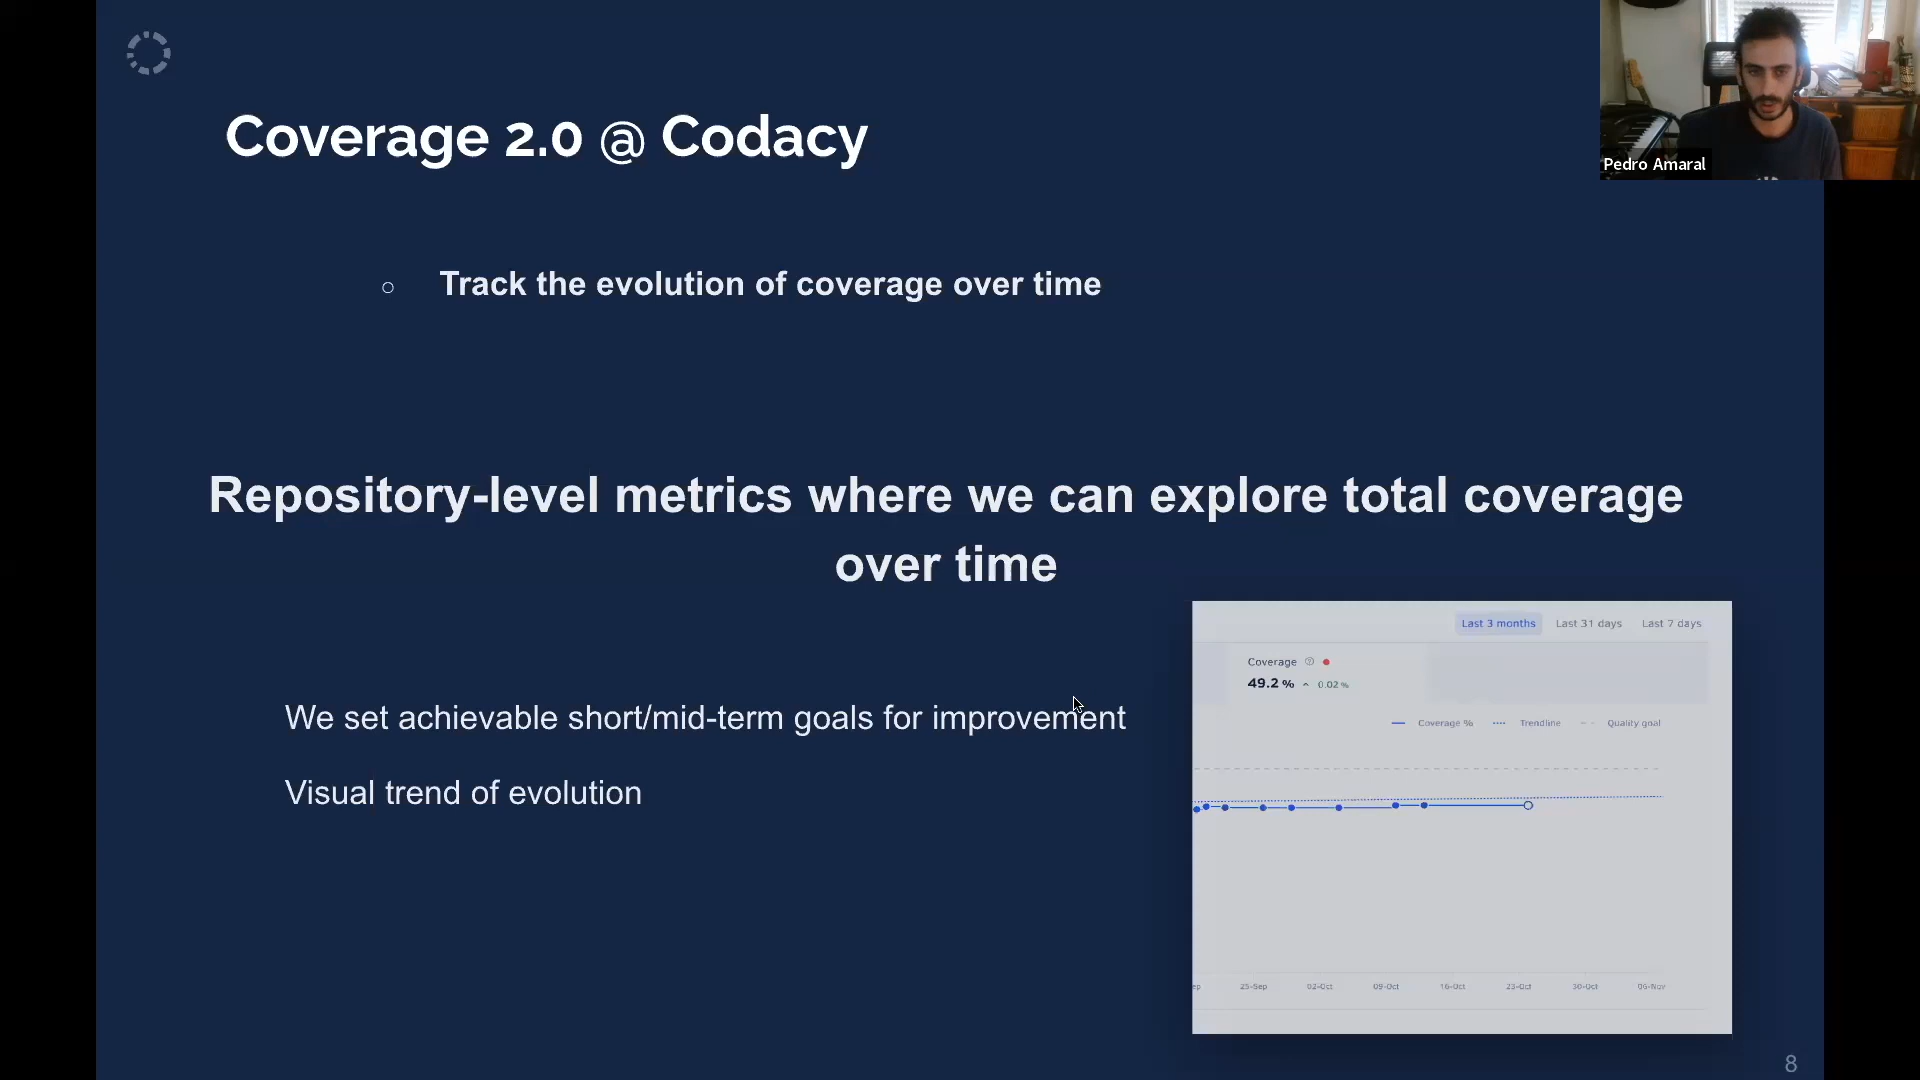 Coverage 2.0 @ Codacy
Pedro Amaral
Track the evolution of coverage over time
Repository-level metrics where we can explore total coverage
over time
We set achievable short/mid-term goals for improvement
Visual trend of evolution
Last 3 months Last 31 days Last 7 days
Coverage
49.2 % 0.02 %
Coverage % Trendline Quality goal
ep 25-Sep 02-Oct 09-Oct 16-Oct 23-Oct 30-Oct 06-Nov
8